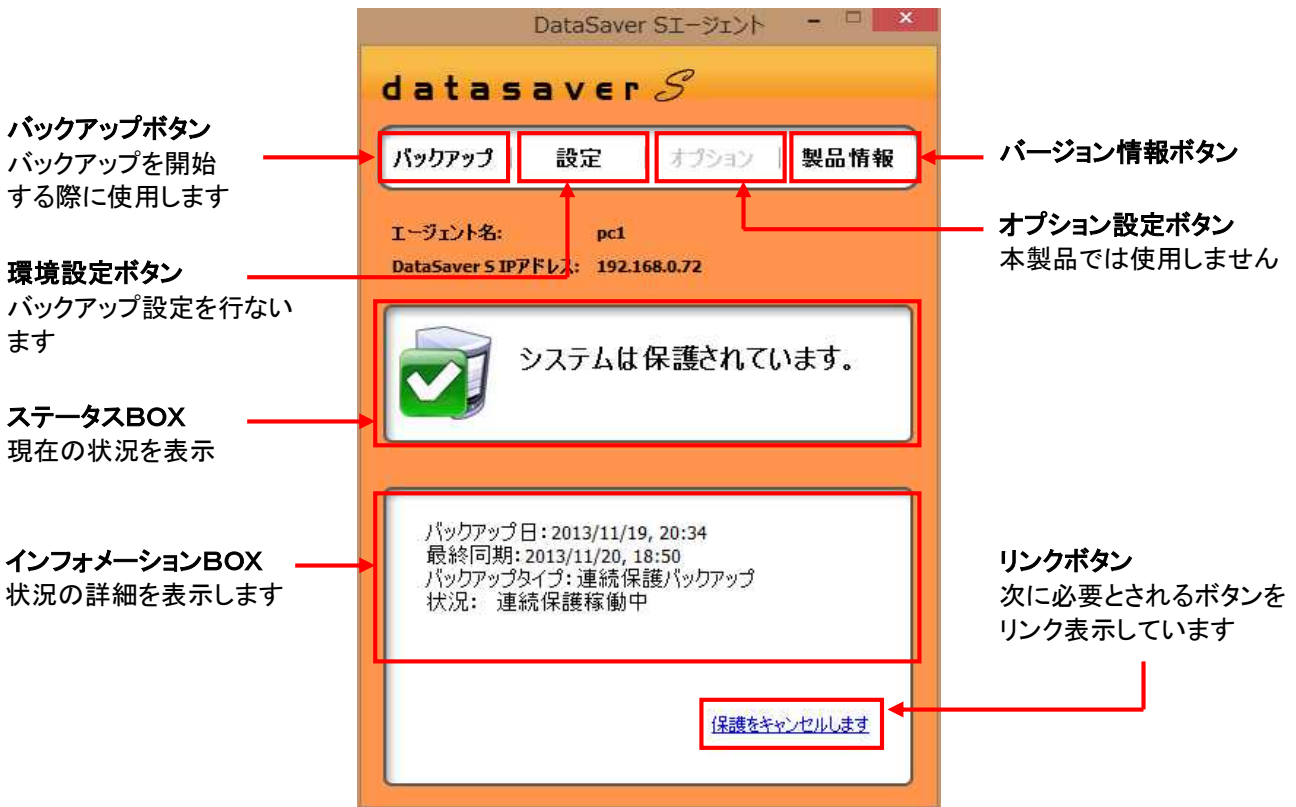 DataSaver Sエージェント
datasaver S
バックアップボタン
バックアップを開始
する際に使用します
環境設定ボタン
バックアップ設定を行ない
ます
ステータスBOX
現在の状況を表示
インフォメーションBOX
状況の詳細を表示します
バックアップ
設定
オプション
製品情報
エージェント名: pc1
DataSaver S IPアドレス: 192.168.0.72
システムは保護されています。
バックアップ日:2013/11/19, 20:34
最終同期:2013/11/20, 18:50
バックアップタイプ:連続保護バックアップ
状況: 連続保護稼働中
保護をキャンセルします
バージョン情報ボタン
オプション設定ボタン
本製品では使用しません
リンクボタン
次に必要とされるボタンを
リンク表示しています